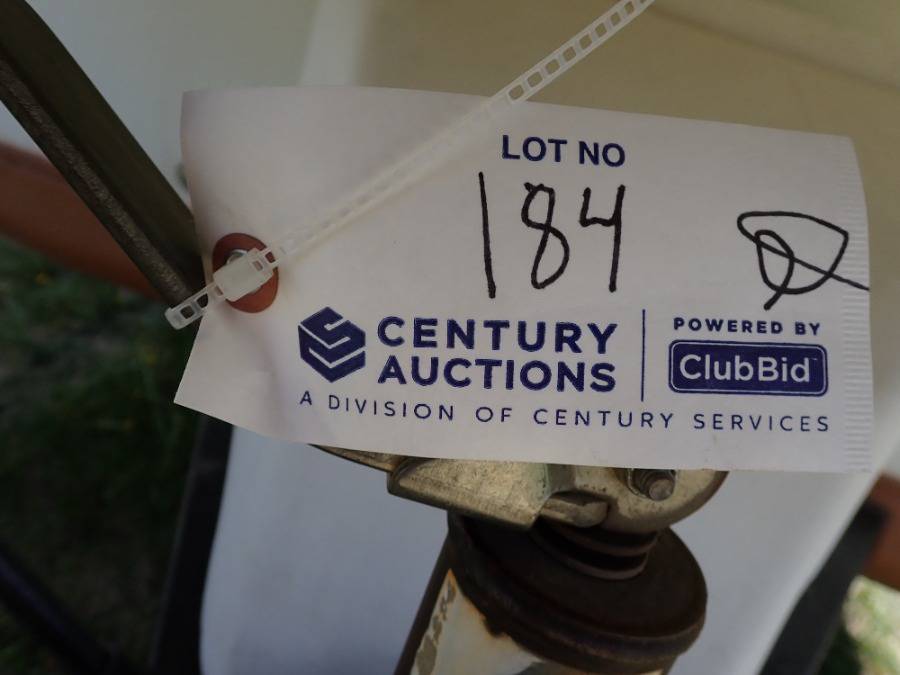 LOT NO
184
CENTURY
AUCTIONS
POWERED BY
ClubBid
A DIVISION OF CENTURY SERVICES